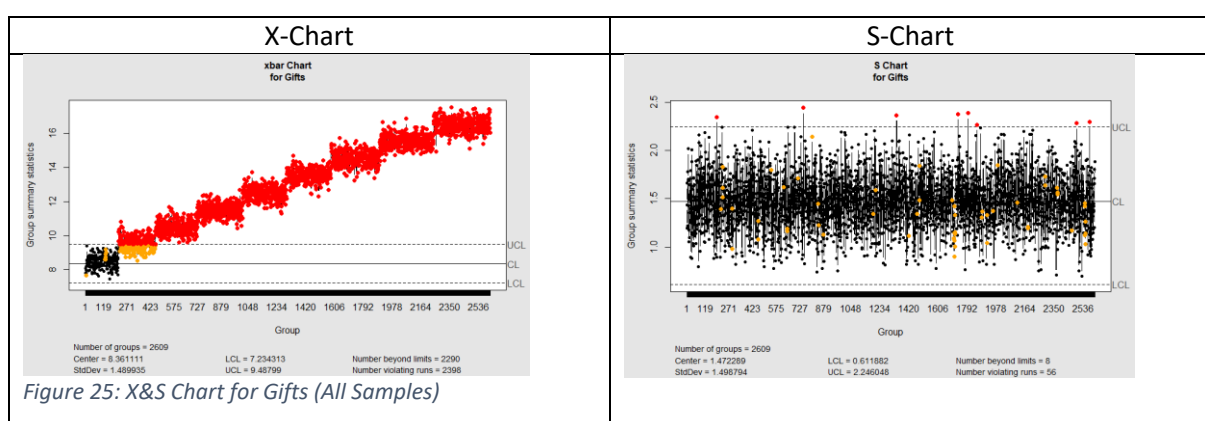 X-Chart
S-Chart
xbar Chart
for Gifts
Group summary statistics
16
14
12
10
8
UCL
CL
LCL
1 119 271 423 575 727 879 1048 1234 1420 1606 1792 1978 2164 2350 2536
Group
Number of groups = 2609
Center = 8.361111 LCL = 7.234313 Number beyond limits = 2290
StdDev = 1.489935 UCL = 9.48799 Number violating runs = 2398
S Chart
for Gifts
Group summary statistics
2.5
2.0
1.5
1.0
UCL
CL
LCL
1 119 271 423 575 727 879 1048 1234 1420 1606 1792 1978 2164 2350 2536
Group
Number of groups = 2609
Center = 1.472289 LCL = 0.611882 Number beyond limits = 8
StdDev = 1.498794 UCL = 2.246048 Number violating runs = 56
Figure 25: X&S Chart for Gifts (All Samples)